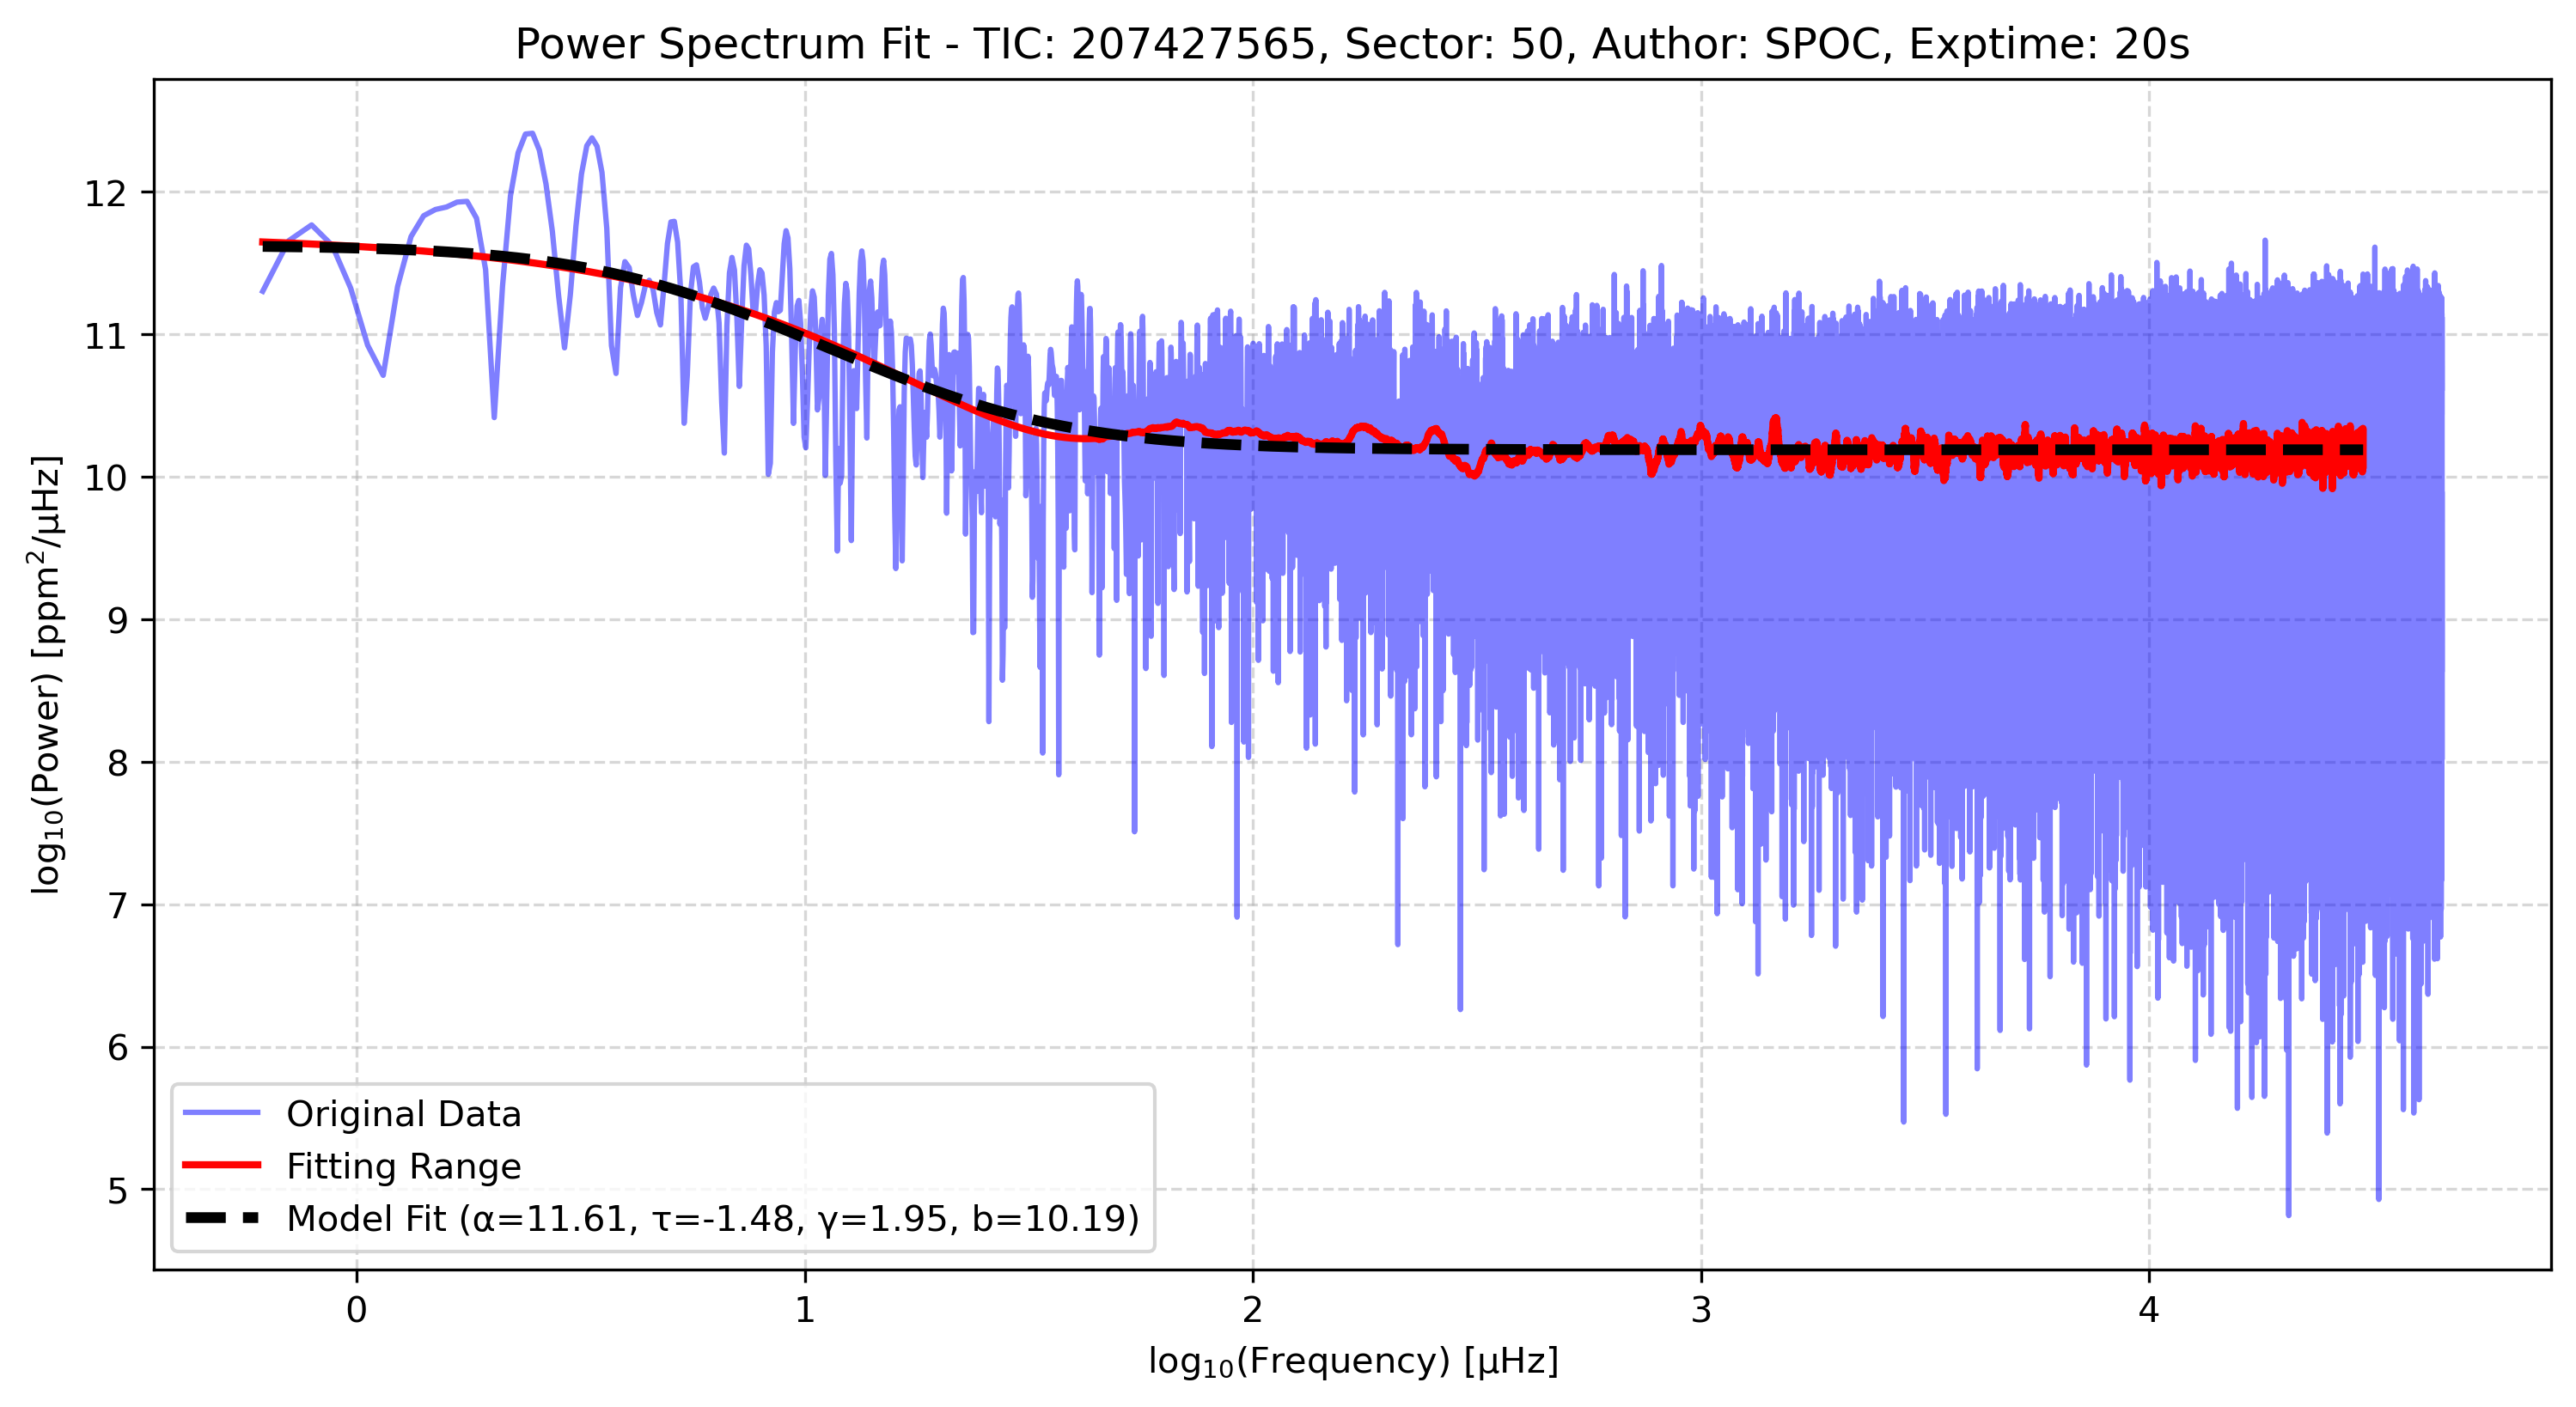 Power Spectrum Fit - TIC: 207427565, Sector: 50, Author: SPOC, Exptime: 20s
log₁₀(Power) [ppm²/μHz]
12
11
10
9
8
7
6
5
Original Data
Fitting Range
Model Fit (α=11.61, τ=-1.48, γ=1.95, b=10.19)
0 1 2 3 4
log₁₀(Frequency) [μHz]